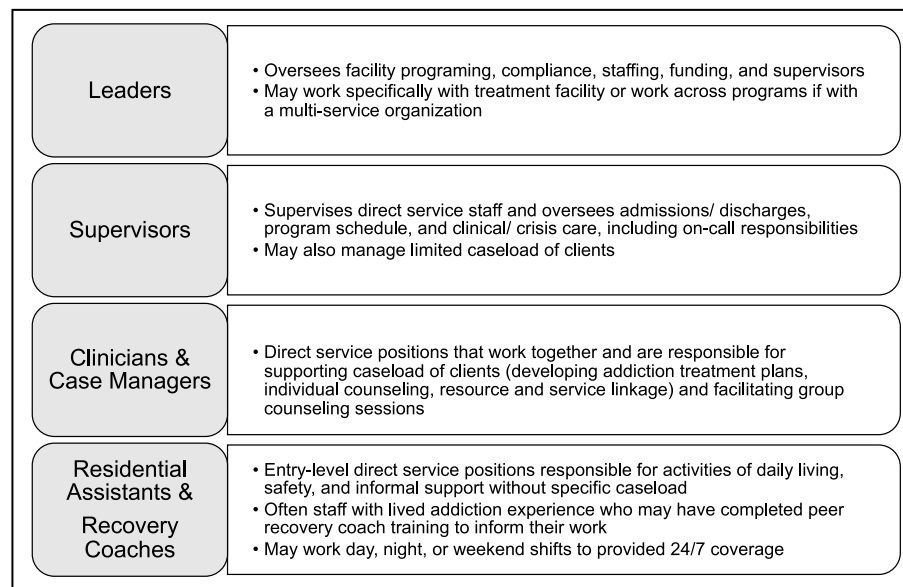 Leaders
• Oversees facility programing, compliance, staffing, funding, and supervisors
• May work specifically with treatment facility or work across programs if with
a multi-service organization
Supervisors
• Supervises direct service staff and oversees admissions/ discharges,
program schedule, and clinical/ crisis care, including on-call responsibilities
• May also manage limited caseload of clients
Clinicians &
Case Managers
• Direct service positions that work together and are responsible for
supporting caseload of clients (developing addiction treatment plans,
individual counseling, resource and service linkage) and facilitating group
counseling sessions
Residential
Assistants &
Recovery
Coaches
• Entry-level direct service positions responsible for activities of daily living,
safety, and informal support without specific caseload
• Often staff with lived addiction experience who may have completed peer
recovery coach training to inform their work
• May work day, night, or weekend shifts to provided 24/7 coverage